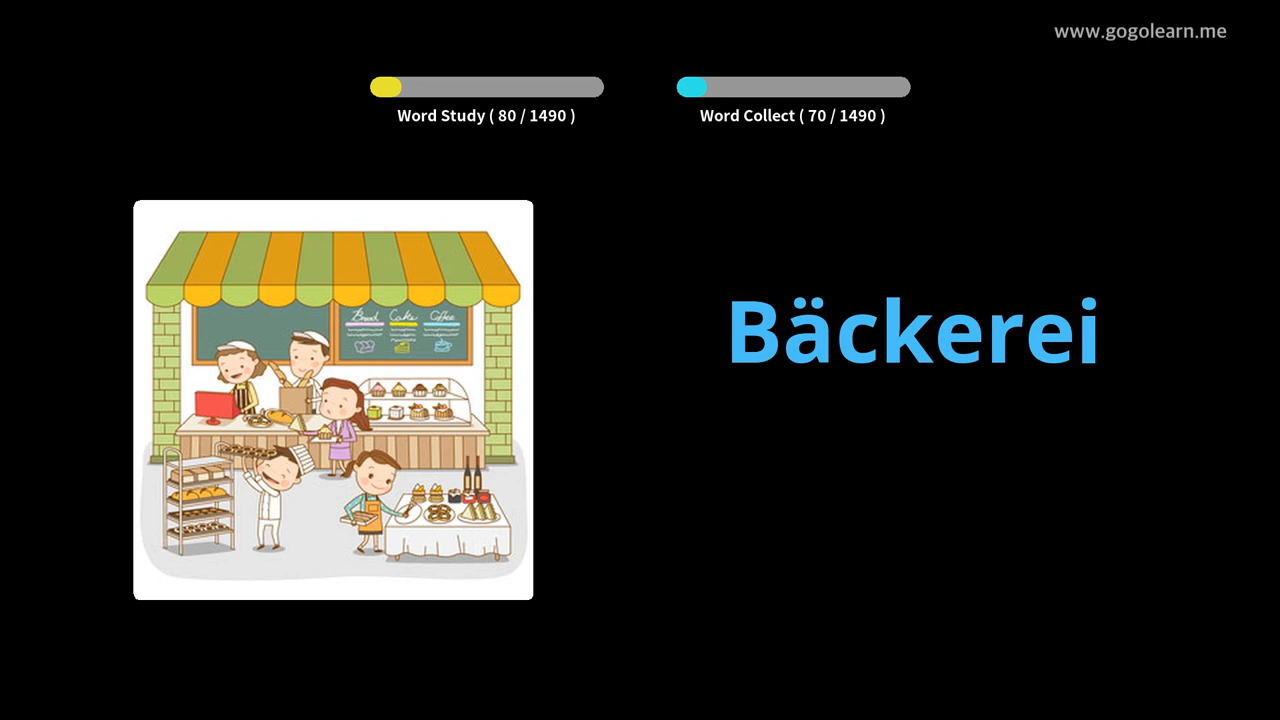 www.gogolearn.me
Word Study ( 80 / 1490 )
Word Collect ( 70 / 1490 )
Bread Cake Coffee
Bäckerei